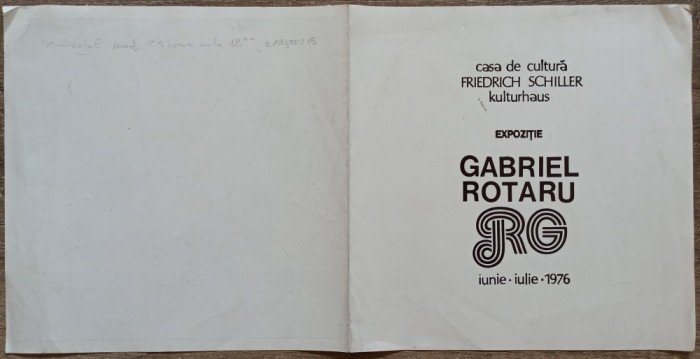 casa de cultură
FRIEDRICH SCHILLER
kulturhaus
EXPOZIȚIE
GABRIEL
ROTARU
RG
iunie · iulie · 1976